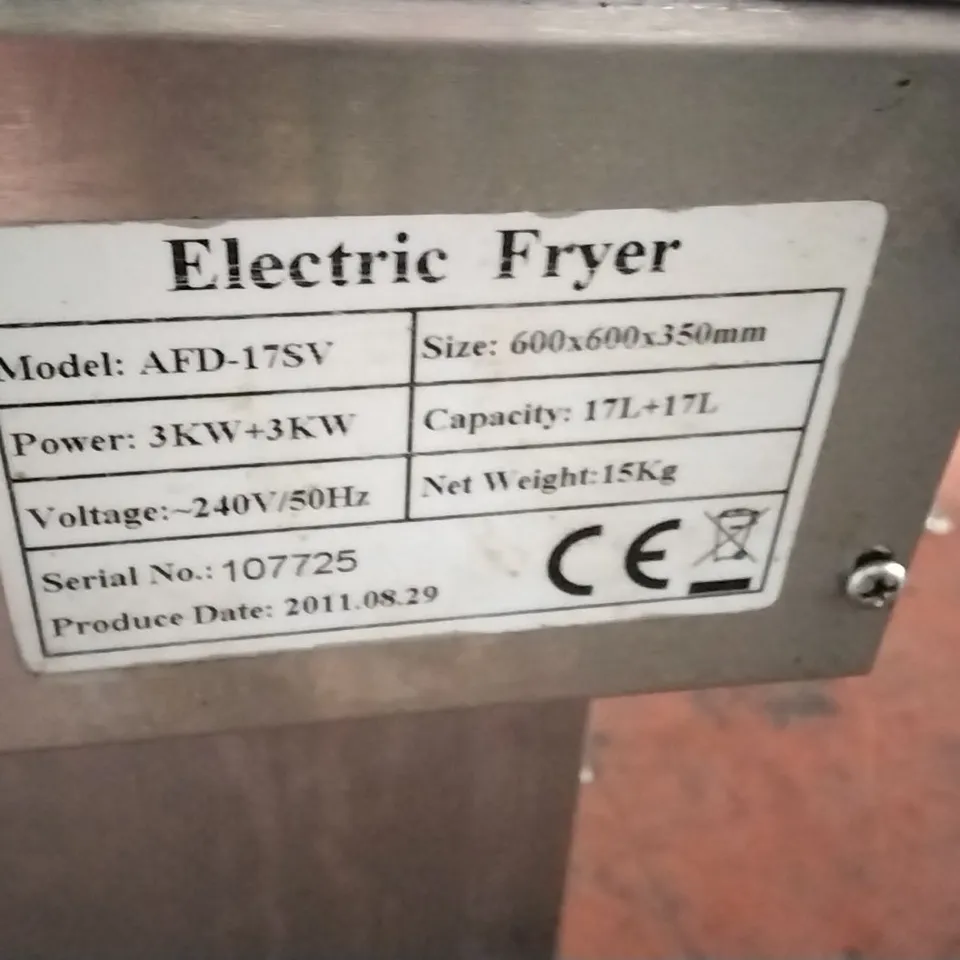 Electric Fryer
Model: AFD-17SV
Size: 600x600x350mm
Power: 3KW+3KW
Capacity: 17L+17L
Voltage:~240V/50Hz
Net Weight:15Kg
Serial No.: 107725
Produce Date: 2011.08.29
CE